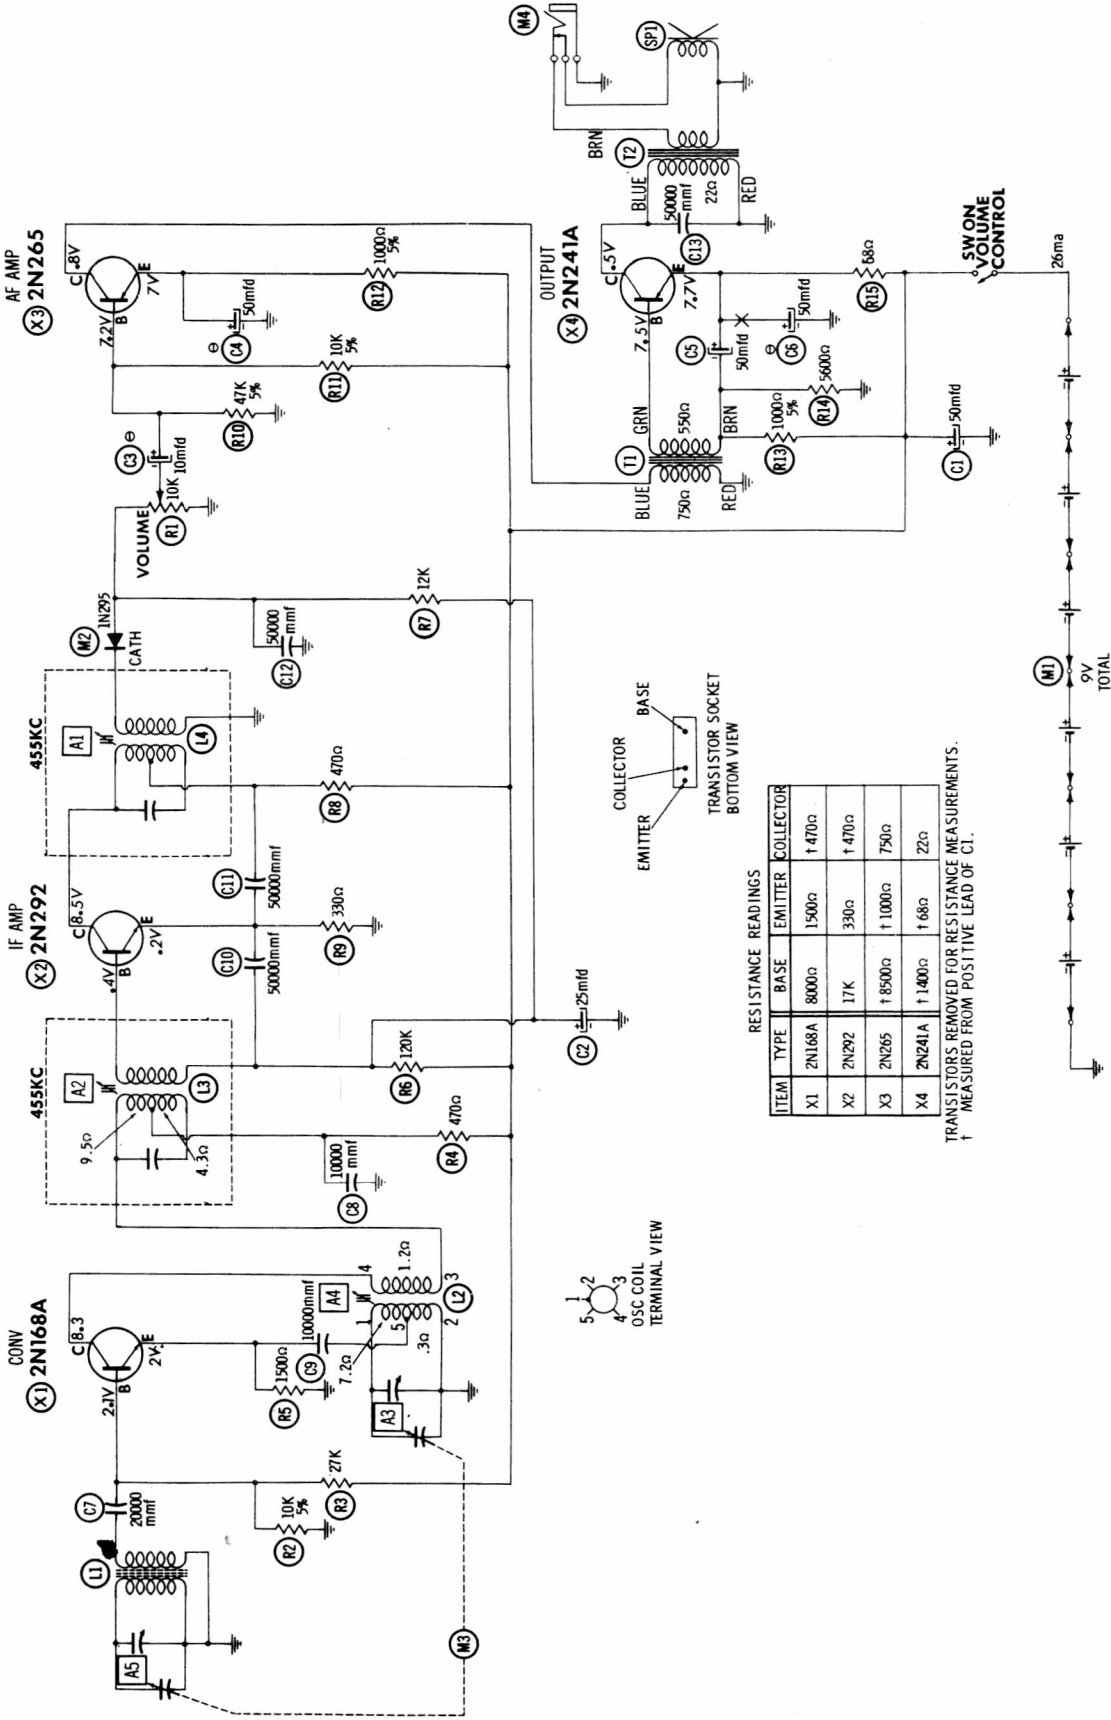 CONV
X1 2N168A
C 8.3
2.1V
B
E
2V.
L1
C7
20000
mmf
A5
M3
R2
10K
5%
R3
27K
R5
1500Ω
C9
10000mmf
A3
A4
L2
1
2
3
4
5
7.2Ω
.3Ω
1.2Ω
455KC
A2
L3
9.5Ω
4.3Ω
C8
10000
mmf
R4
470Ω
R6
120K
C2
25mfd
IF AMP
X2 2N292
C 8.5V
.4V
B
E
.2V
C10
50000mmf
C11
50000mmf
R9
330Ω
R8
470Ω
455KC
A1
L4
M2
1N295
CATH
C12
50000
mmf
R7
12K
VOLUME
R1
10K
C3
10mfd
R10
47K
5%
R11
10K
5%
AF AMP
X3 2N265
C .8V
7.2V
B
E
7V
C4
50mfd
R12
1000Ω
5%
T1
BLUE
RED
GRN
BRN
750Ω
550Ω
R13
1000Ω
5%
R14
5600Ω
C1
50mfd
C5
50mfd
C6
50mfd
OUTPUT
X4 2N241A
C .5V
7.5V
B
E
7.7V
R15
68Ω
C13
50000
mmf
BLUE
RED
22Ω
T2
BRN
M4
SP1
SW ON
VOLUME
CONTROL
26ma
M1
9V
TOTAL
1
2
3
4
5
OSC COIL
TERMINAL VIEW
EMITTER
COLLECTOR
BASE
TRANSISTOR SOCKET
BOTTOM VIEW
RESISTANCE READINGS
ITEM TYPE BASE EMITTER COLLECTOR
X1 2N168A 8000Ω 1500Ω †470Ω
X2 2N292 17K 330Ω †470Ω
X3 2N265 †8500Ω †1000Ω 750Ω
X4 2N241A †1400Ω †68Ω 22Ω
TRANSISTORS REMOVED FOR RESISTANCE MEASUREMENTS.
† MEASURED FROM POSITIVE LEAD OF C1.